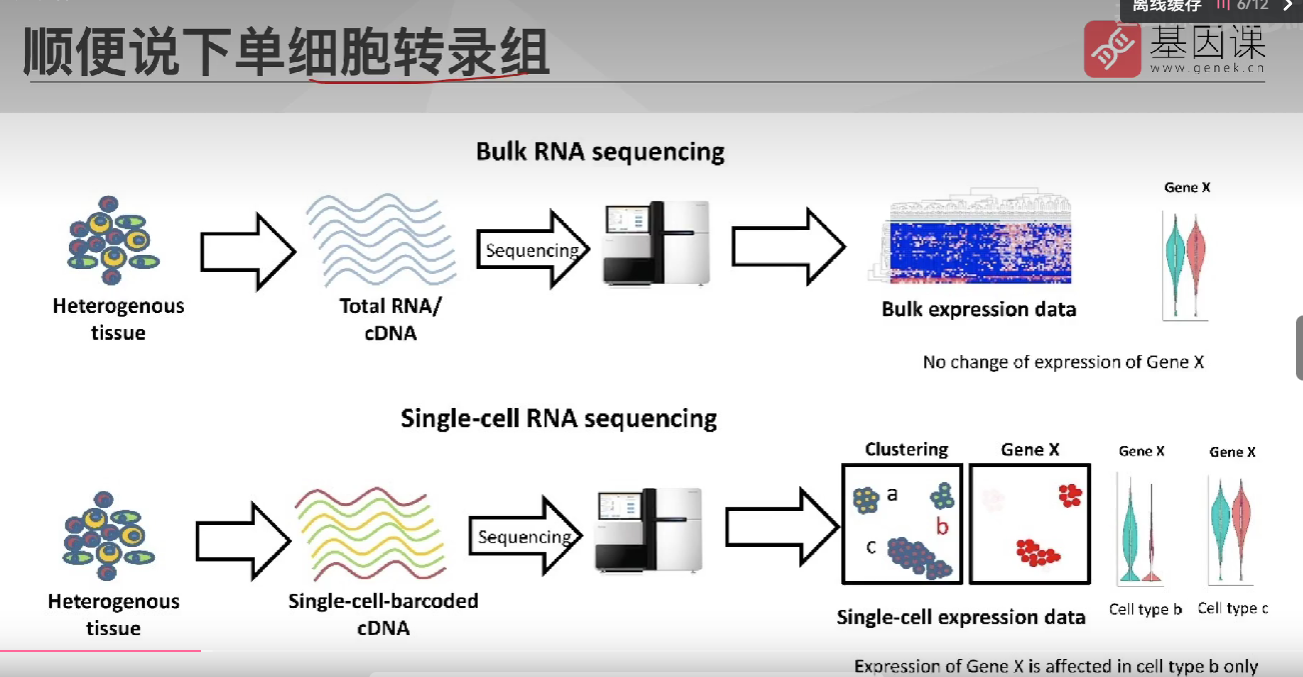 离线缓存 6/12
顺便说下单细胞转录组
基因课
www.genek.cn
Bulk RNA sequencing
Gene X
Sequencing
Heterogenous
tissue
Total RNA/
cDNA
Bulk expression data
No change of expression of Gene X
Single-cell RNA sequencing
Clustering
Gene X
Gene X
Gene X
a
b
c
Sequencing
Heterogenous
tissue
Single-cell-barcoded
cDNA
Single-cell expression data
Cell type b
Cell type c
Expression of Gene X is affected in cell type b only